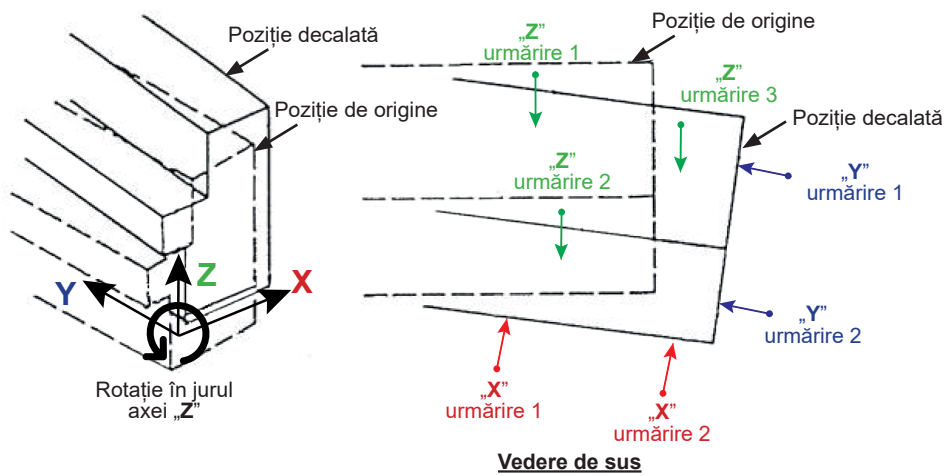 Poziție decalată
Poziție de origine
Z
X
Y
Rotație în jurul
axei „Z”
Poziție de origine
„Z”
urmărire 1
„Z”
urmărire 3
Poziție decalată
„Z”
urmărire 2
„Y”
urmărire 1
„Y”
urmărire 2
„X”
urmărire 1
„X”
urmărire 2
Vedere de sus